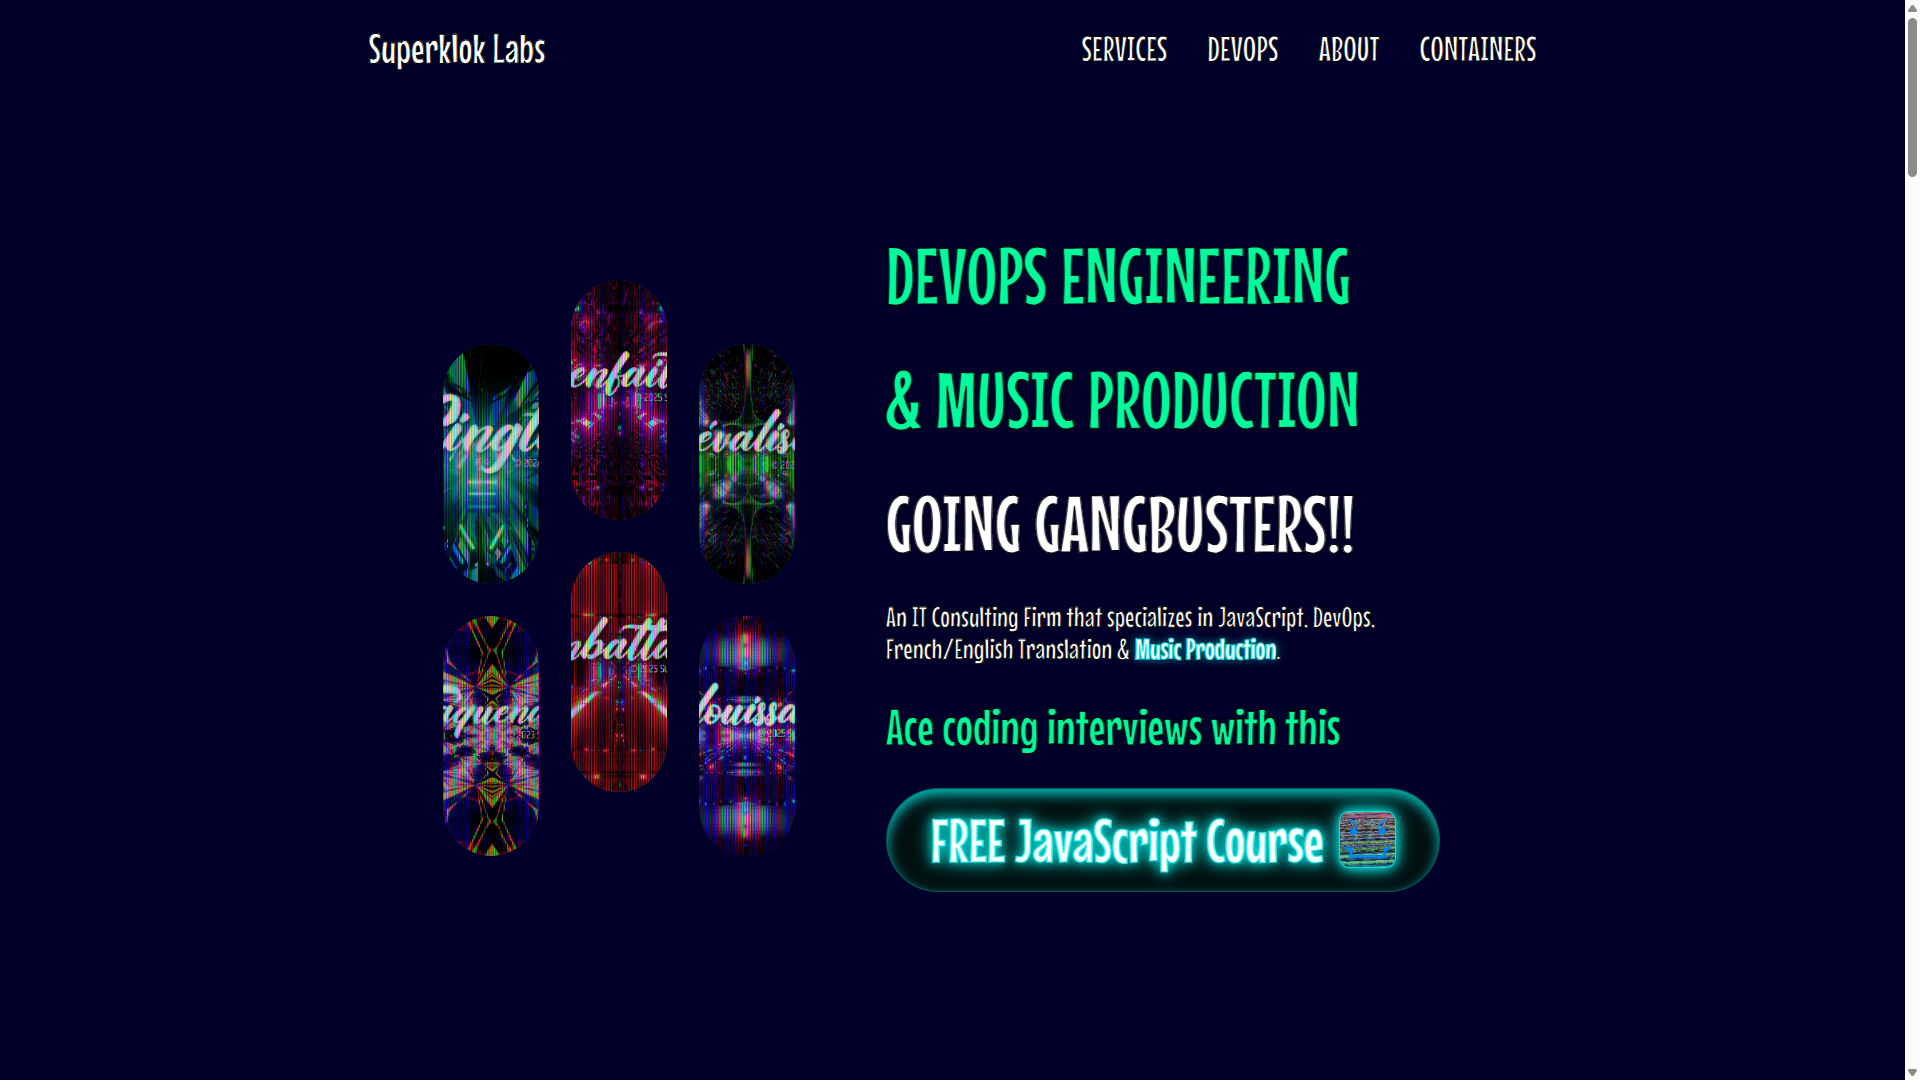 Superklok Labs
SERVICES DEVOPS ABOUT CONTAINERS
DEVOPS ENGINEERING
& MUSIC PRODUCTION
GOING GANGBUSTERS!!
An IT Consulting Firm that specializes in JavaScript, DevOps,
French/English Translation & Music Production.
Ace coding interviews with this
FREE JavaScript Course